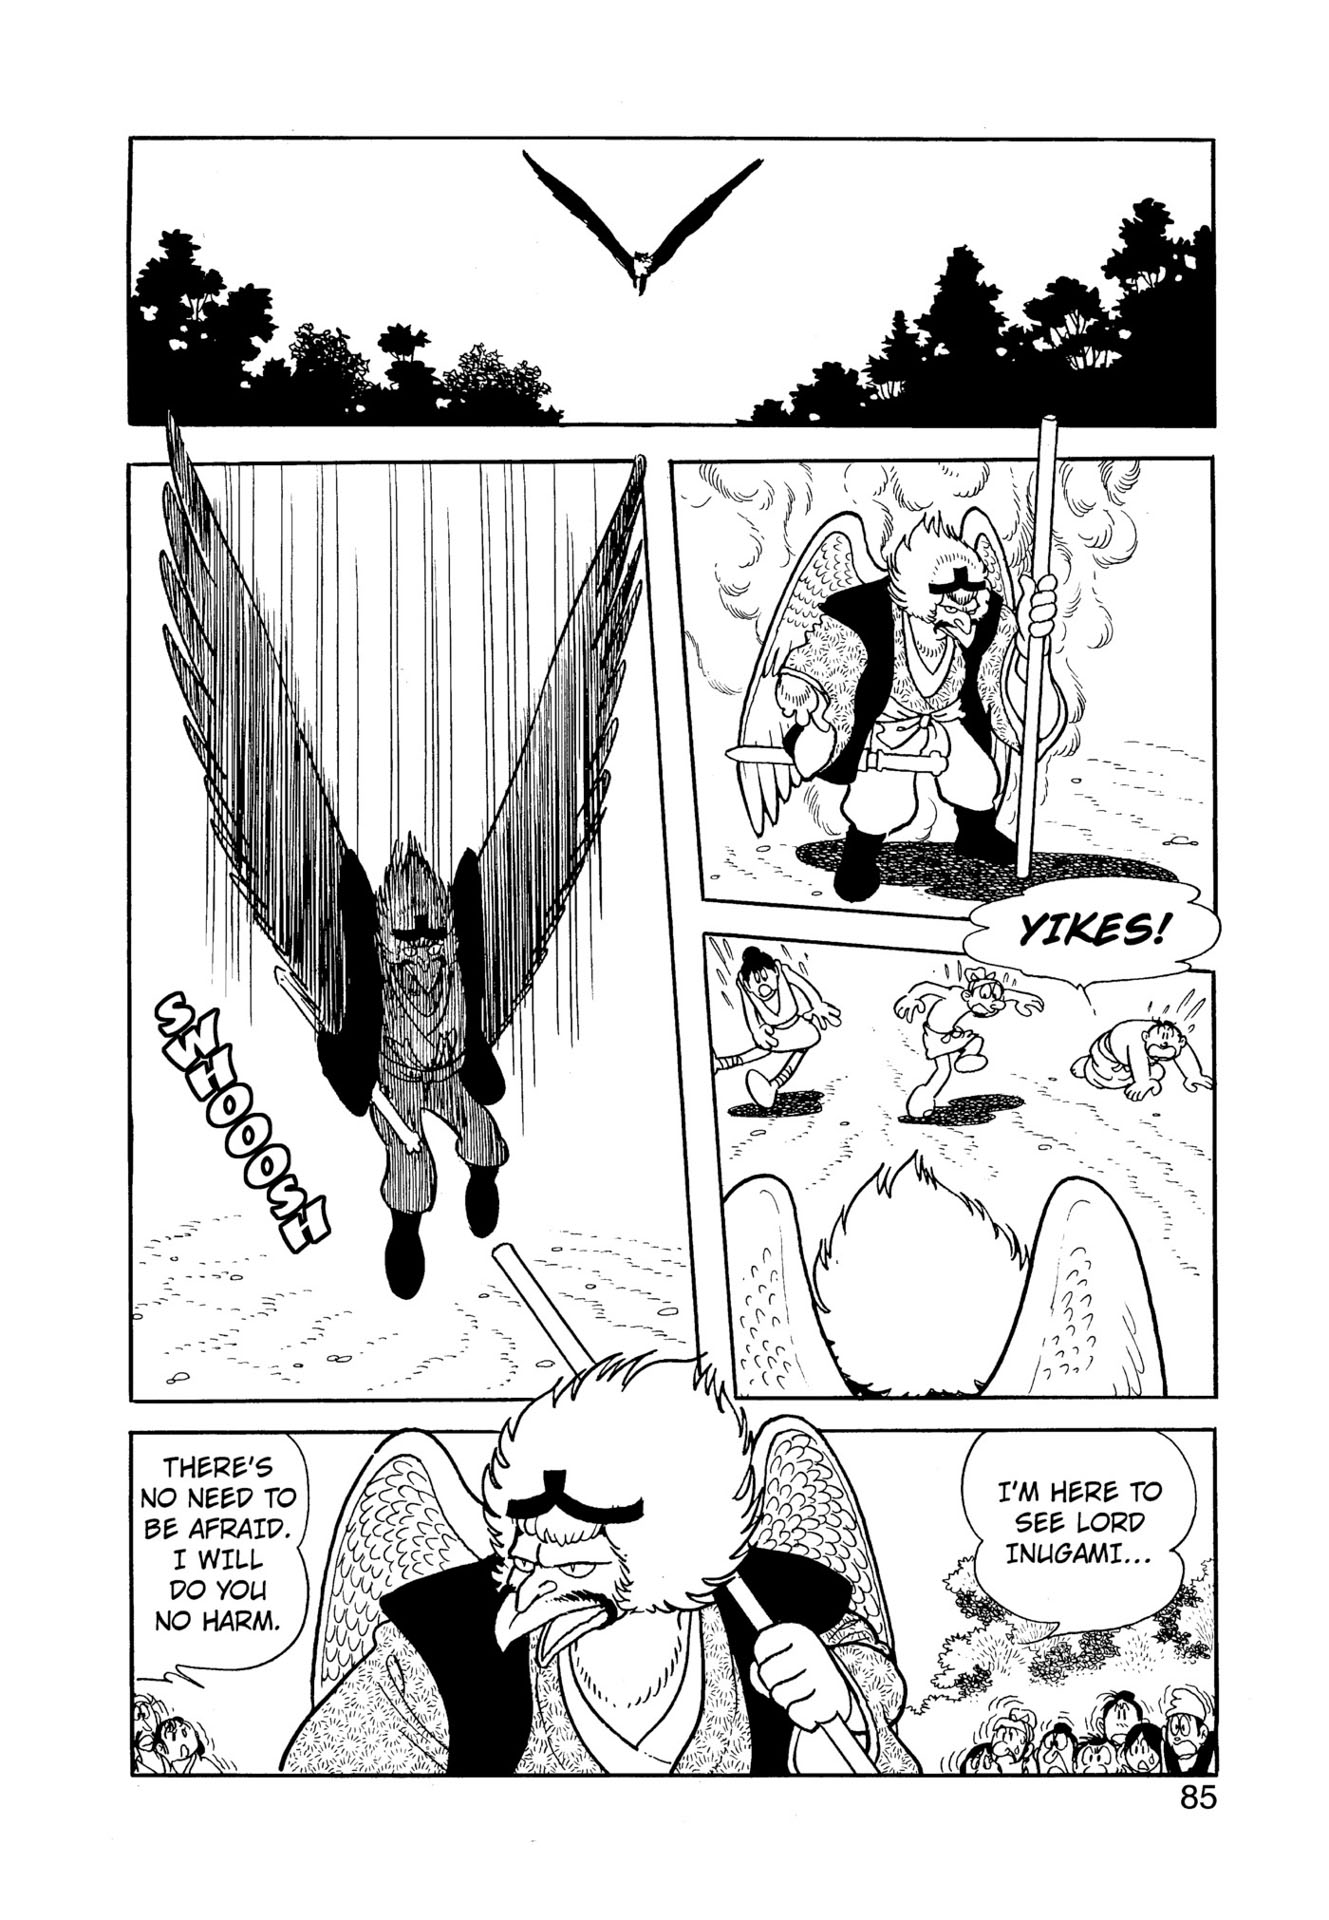 SWHOOOSH
YIKES!
THERE'S
NO NEED TO
BE AFRAID.
I WILL
DO YOU
NO HARM.
I'M HERE TO
SEE LORD
INUGAMI...
85